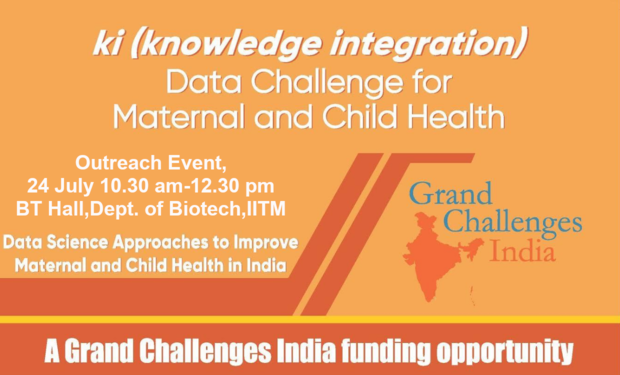 ki (knowledge integration)
Data Challenge for
Maternal and Child Health
Outreach Event,
24 July 10.30 am-12.30 pm
BT Hall,Dept. of Biotech,IITM
Data Science Approaches to Improve
Maternal and Child Health in India
Grand
Challenges
India
A Grand Challenges India funding opportunity